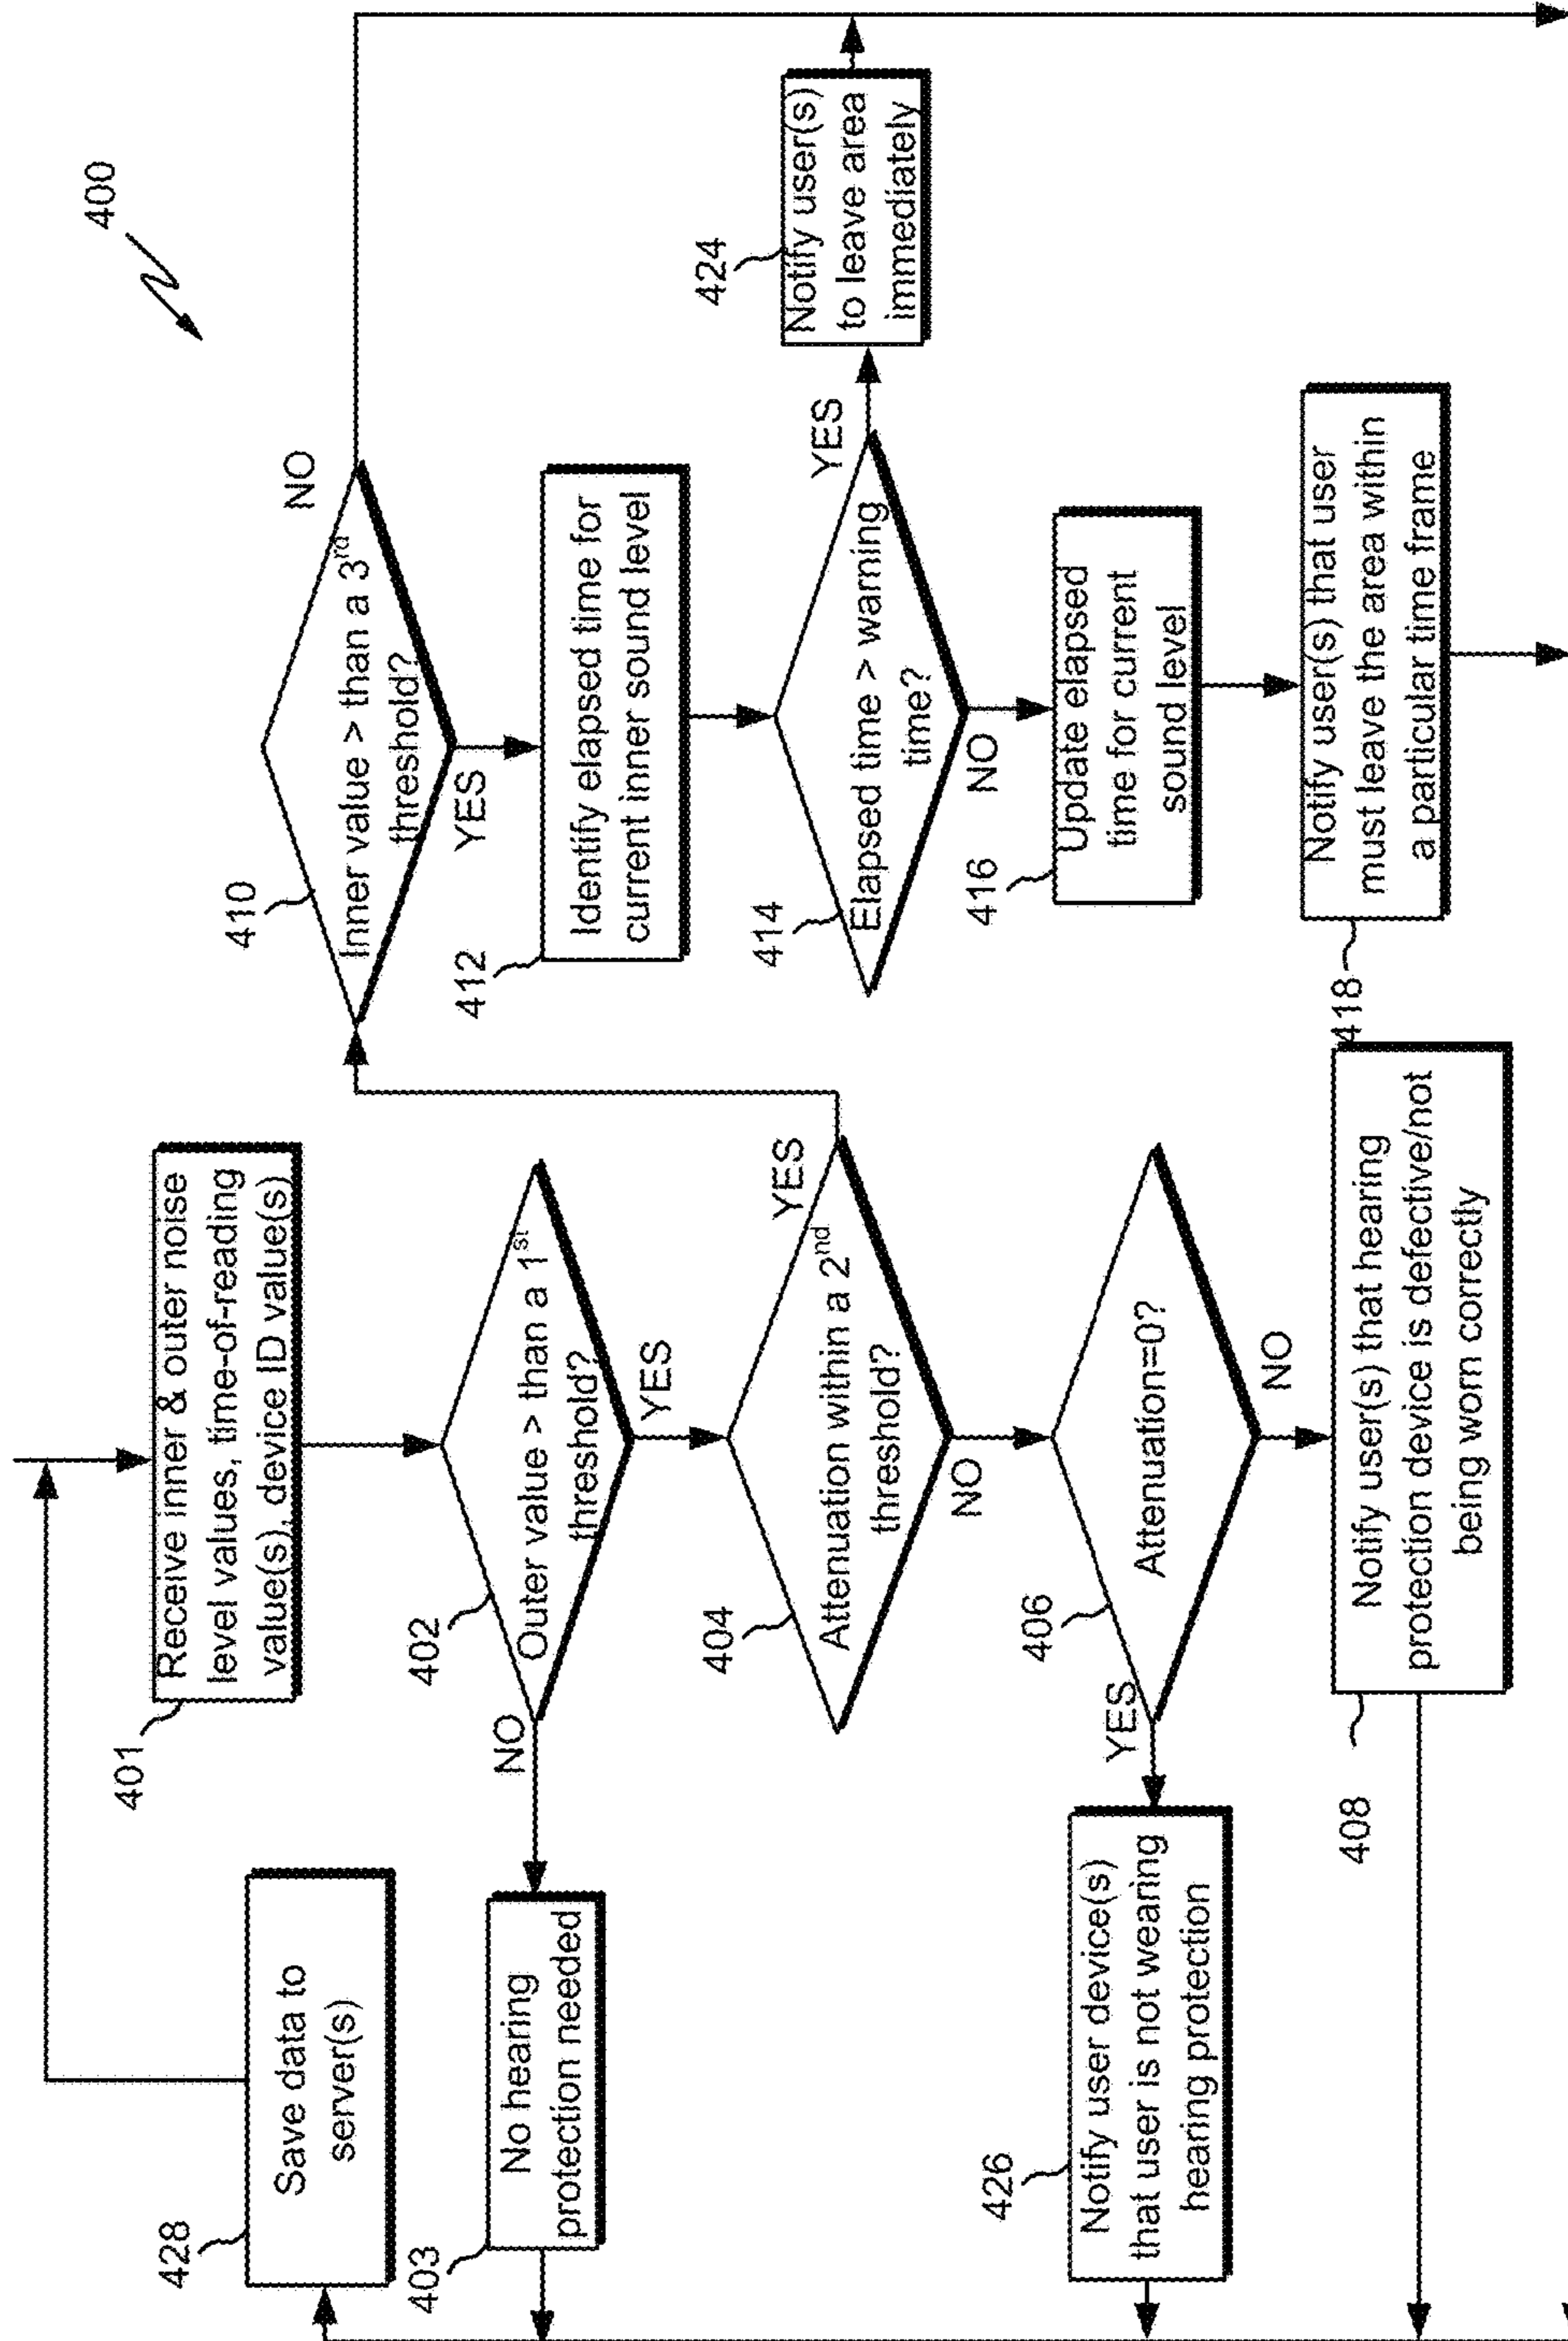 400
428
Save data to
server(s)
401
Receive inner & outer noise
level values, time-of-reading
value(s), device ID value(s)
402
Outer value > than a 1st
threshold?
NO
YES
403
No hearing
protection needed
404
Attenuation within a 2nd
threshold?
YES
NO
406
Attenuation=0?
YES
NO
426
Notify user device(s)
that user is not wearing
hearing protection
408
Notify user(s) that hearing
protection device is defective/not
being worn correctly
410
Inner value > than a 3rd
threshold?
NO
YES
412
Identify elapsed time for
current inner sound level
414
Elapsed time > warning
time?
YES
NO
424
Notify user(s)
to leave area
immediately
416
Update elapsed
time for current
sound level
418
Notify user(s) that user
must leave the area within
a particular time frame